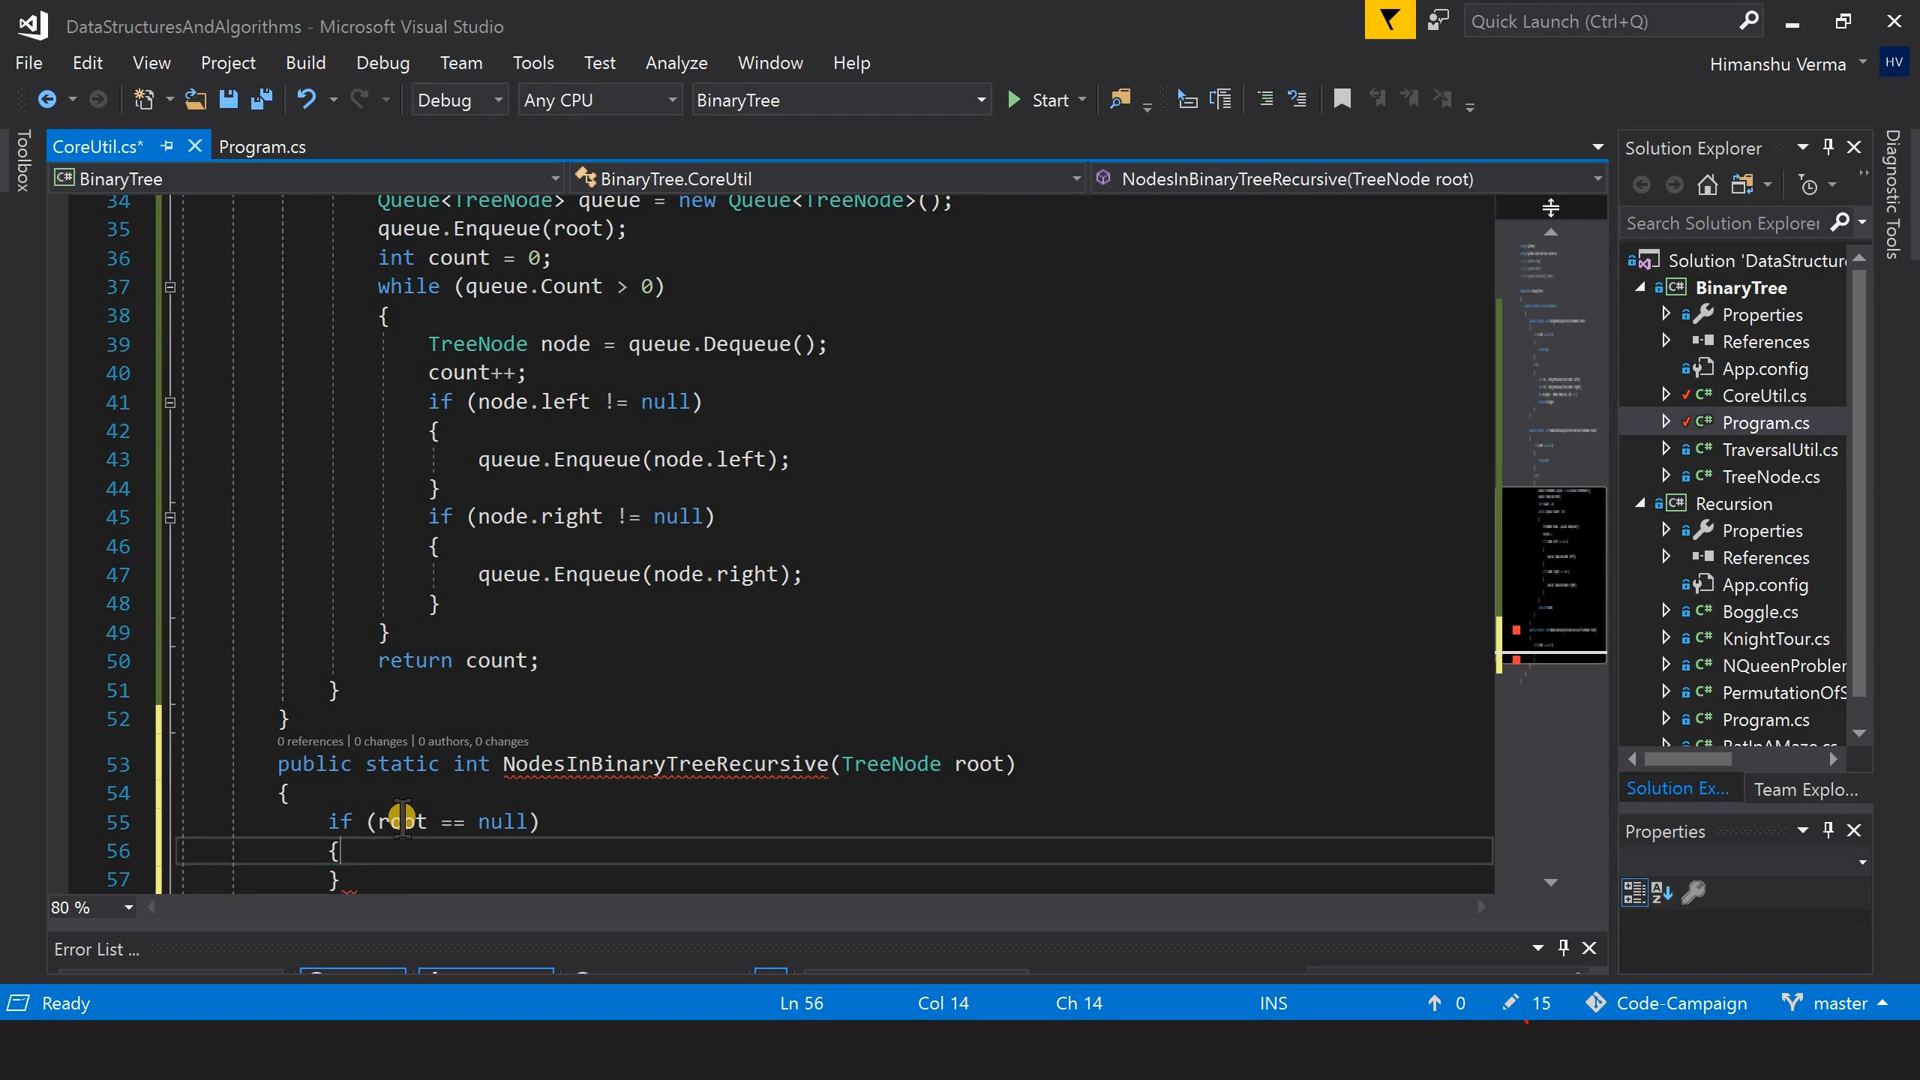 DataStructuresAndAlgorithms - Microsoft Visual Studio
Quick Launch (Ctrl+Q)
File Edit View Project Build Debug Team Tools Test Analyze Window Help
Himanshu Verma HV
Debug Any CPU BinaryTree Start
Toolbox
CoreUtil.cs* Program.cs
BinaryTree BinaryTree.CoreUtil NodesInBinaryTreeRecursive(TreeNode root)
34 Queue<TreeNode> queue = new Queue<TreeNode>();
35 queue.Enqueue(root);
36 int count = 0;
37 while (queue.Count > 0)
38 {
39 TreeNode node = queue.Dequeue();
40 count++;
41 if (node.left != null)
42 {
43 queue.Enqueue(node.left);
44 }
45 if (node.right != null)
46 {
47 queue.Enqueue(node.right);
48 }
49 }
50 return count;
51 }
52 }
0 references | 0 changes | 0 authors, 0 changes
53 public static int NodesInBinaryTreeRecursive(TreeNode root)
54 {
55 if (root == null)
56 {
57 }
80 %
Error List ...
Solution Explorer
Search Solution Explorer
Solution 'DataStructure
BinaryTree
Properties
References
App.config
CoreUtil.cs
Program.cs
TraversalUtil.cs
TreeNode.cs
Recursion
Properties
References
App.config
Boggle.cs
KnightTour.cs
NQueenProbler
PermutationOfS
Program.cs
RatInAMaze.cs
Solution Ex... Team Explo...
Properties
Diagnostic Tools
Ready Ln 56 Col 14 Ch 14 INS 0 15 Code-Campaign master